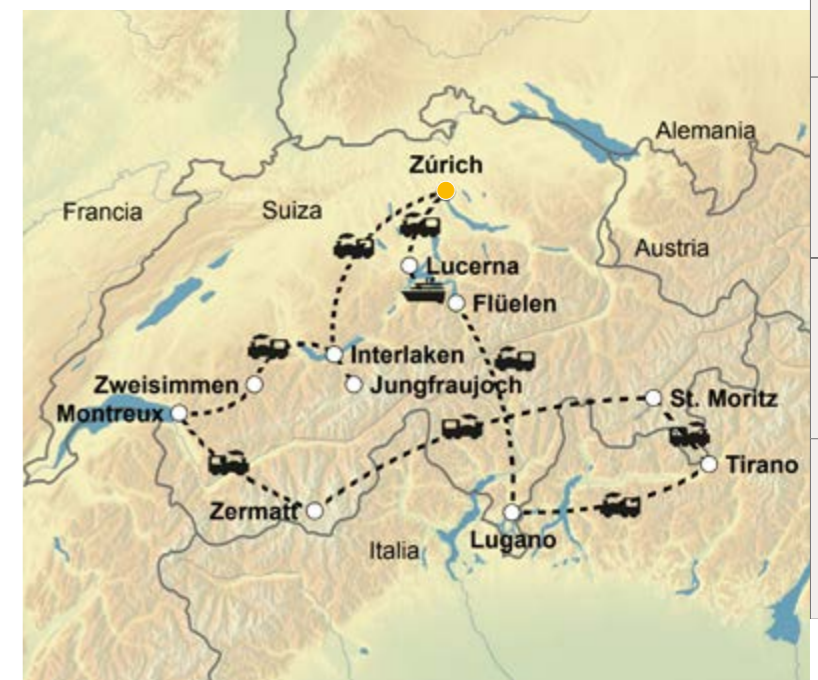 Alemania
Zúrich
Francia
Suiza
Austria
Lucerna
Flüelen
Interlaken
Zweisimmen
Jungfraujoch
Montreux
St. Moritz
Tirano
Zermatt
Lugano
Italia